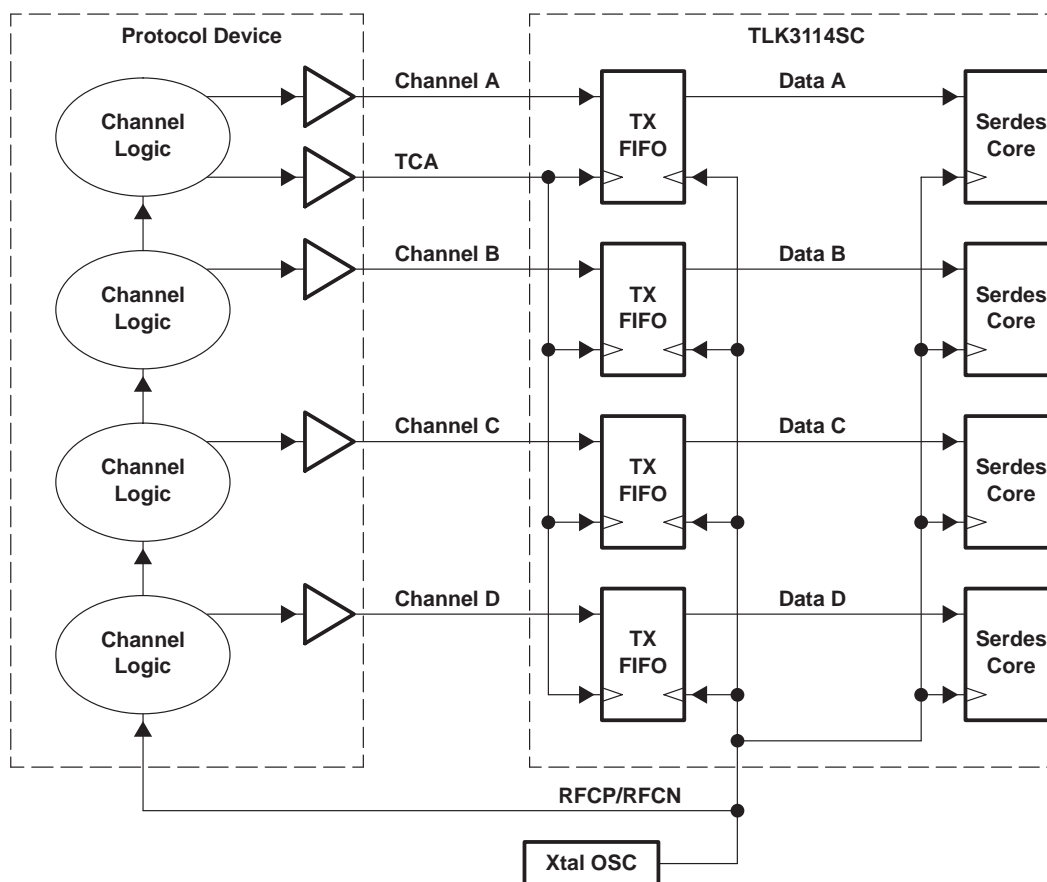 Protocol Device
TLK3114SC
Channel
Logic
Channel A
TX
FIFO
Data A
Serdes
Core
TCA
Channel
Logic
Channel B
TX
FIFO
Data B
Serdes
Core
Channel
Logic
Channel C
TX
FIFO
Data C
Serdes
Core
Channel
Logic
Channel D
TX
FIFO
Data D
Serdes
Core
RFCP/RFCN
Xtal OSC